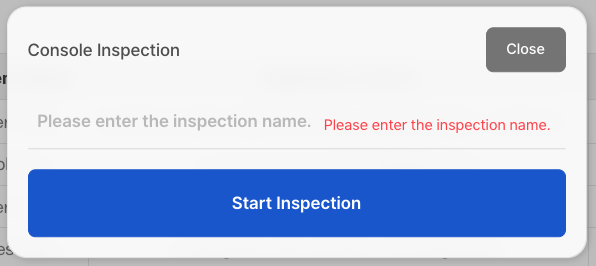 Console Inspection
Close
Please enter the inspection name. Please enter the inspection name.
Start Inspection